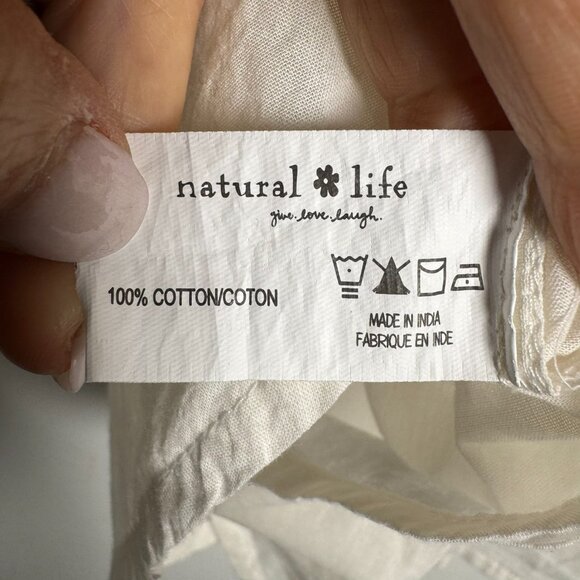 natural life
give.love.laugh.
100% COTTON/COTON
MADE IN INDIA
FABRIQUE EN INDE